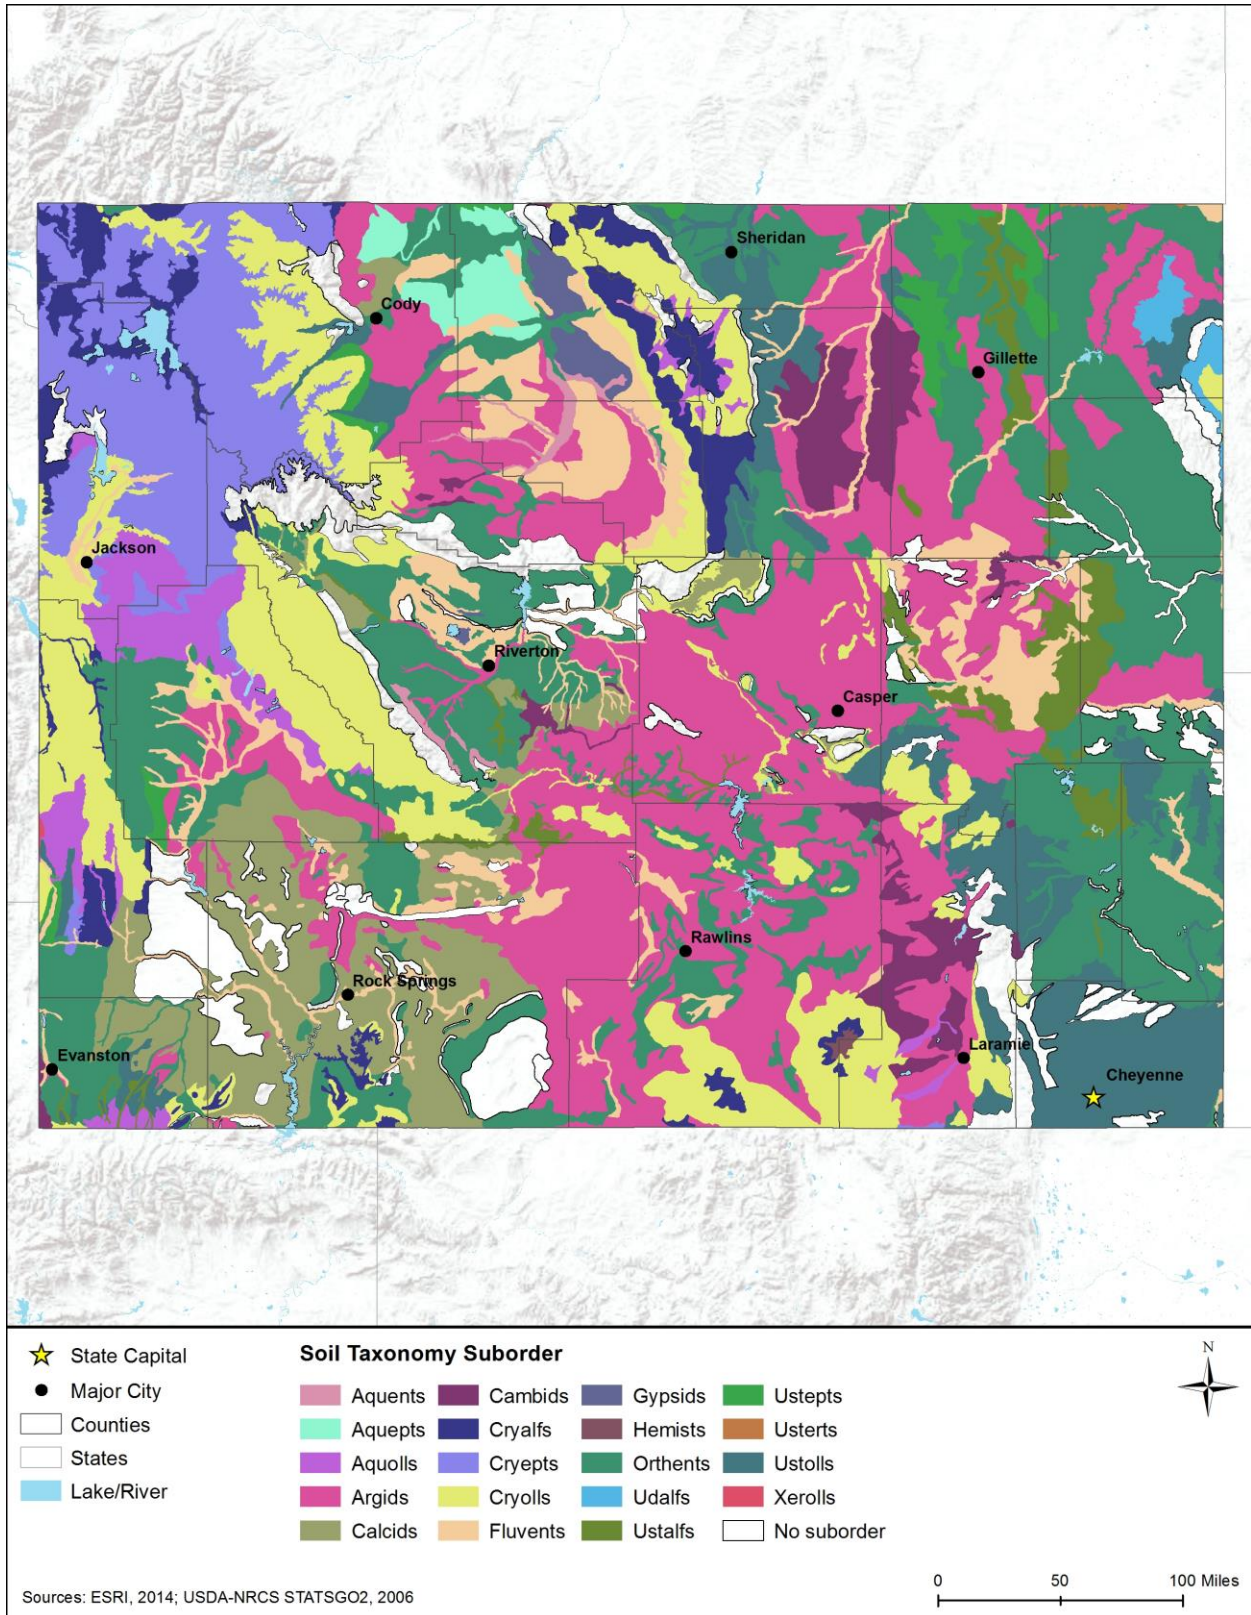 Sheridan
Cody
Gillette
Jackson
Riverton
Casper
Rawlins
Rock Springs
Evanston
Laramie
Cheyenne
State Capital
Major City
Counties
States
Lake/River
Soil Taxonomy Suborder
Aquents
Aquepts
Aquolls
Argids
Calcids
Cambids
Cryalfs
Cryepts
Cryolls
Fluvents
Gypsids
Hemists
Orthents
Udalfs
Ustalfs
Ustepts
Usterts
Ustolls
Xerolls
No suborder
N
0 50 100 Miles
Sources: ESRI, 2014; USDA-NRCS STATSGO2, 2006